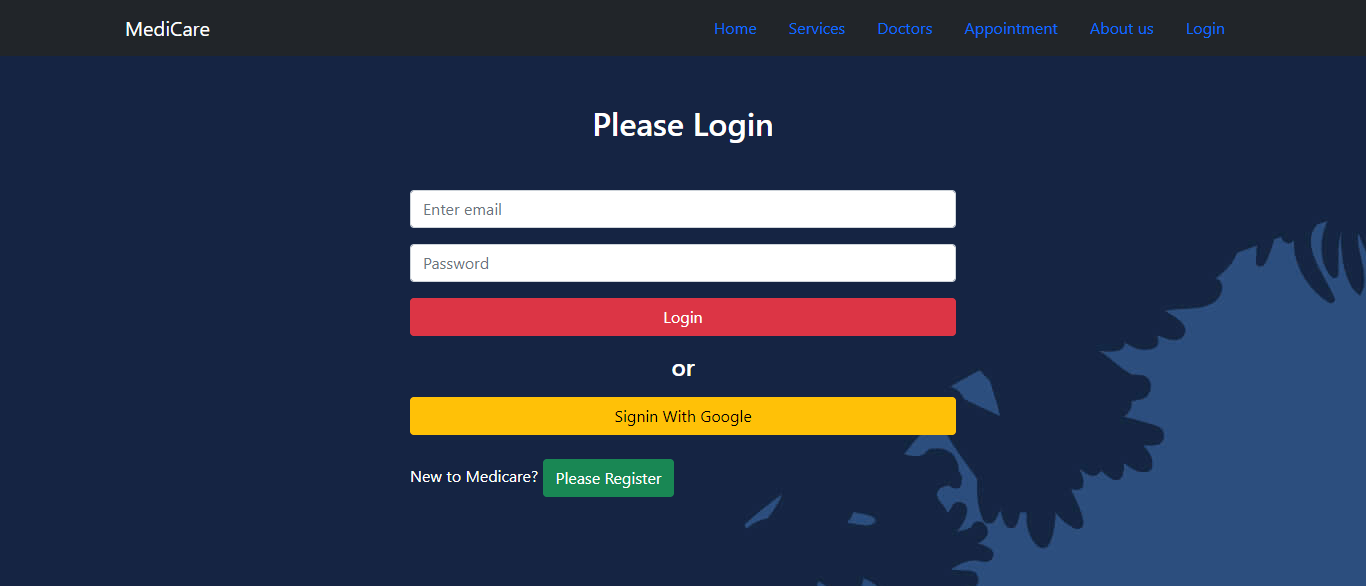 MediCare Home Services Doctors Appointment About us Login
Please Login
Enter email
Password
Login
or
Signin With Google
New to Medicare? Please Register